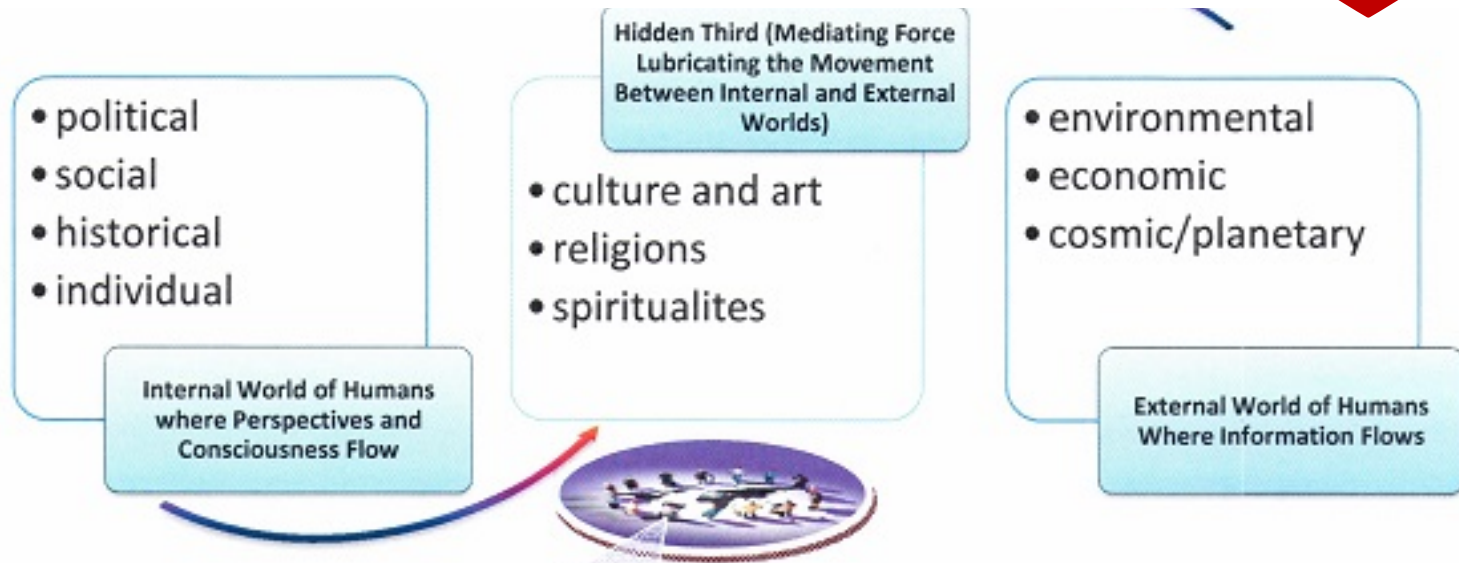 • political
• social
• historical
• individual
Internal World of Humans
where Perspectives and
Consciousness Flow
Hidden Third (Mediating Force
Lubricating the Movement
Between Internal and External
Worlds)
• culture and art
• religions
• spiritualites
• environmental
• economic
• cosmic/planetary
External World of Humans
Where Information Flows